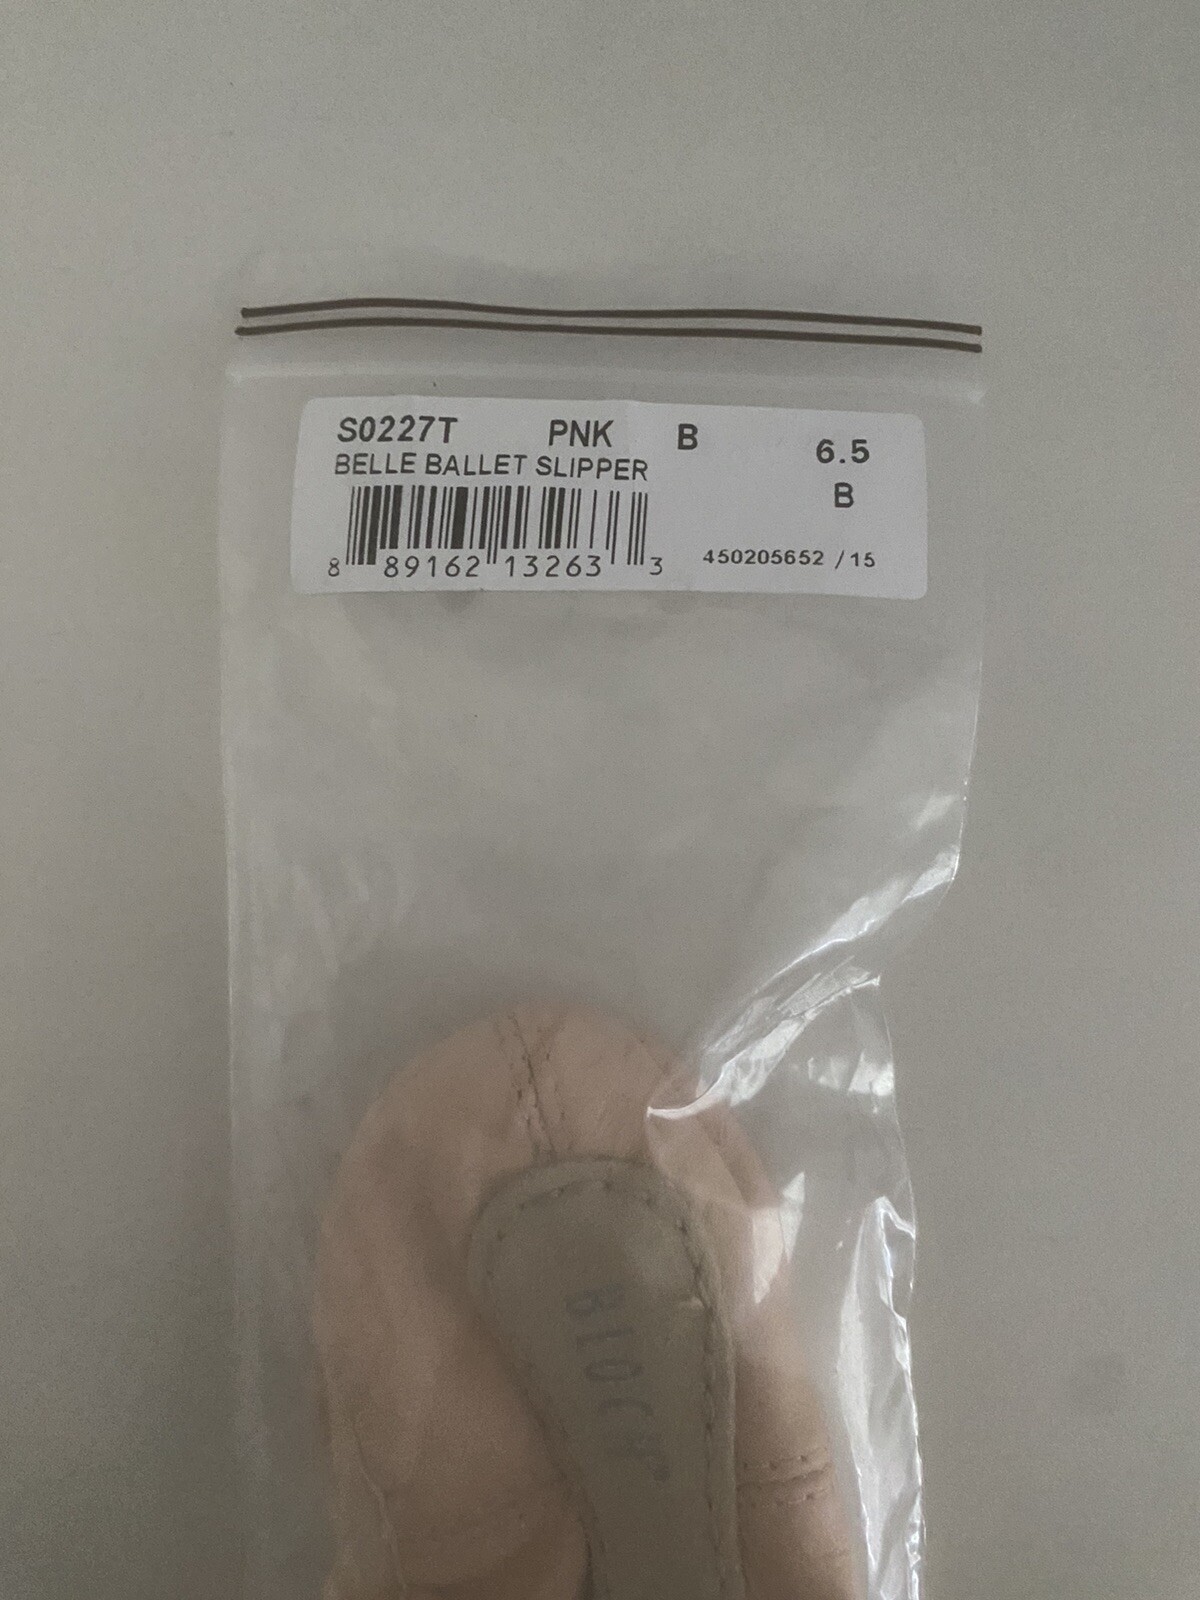 S0227T PNK B 6.5
BELLE BALLET SLIPPER B
8 89162 13263 3 450205652 / 15
BLOCH